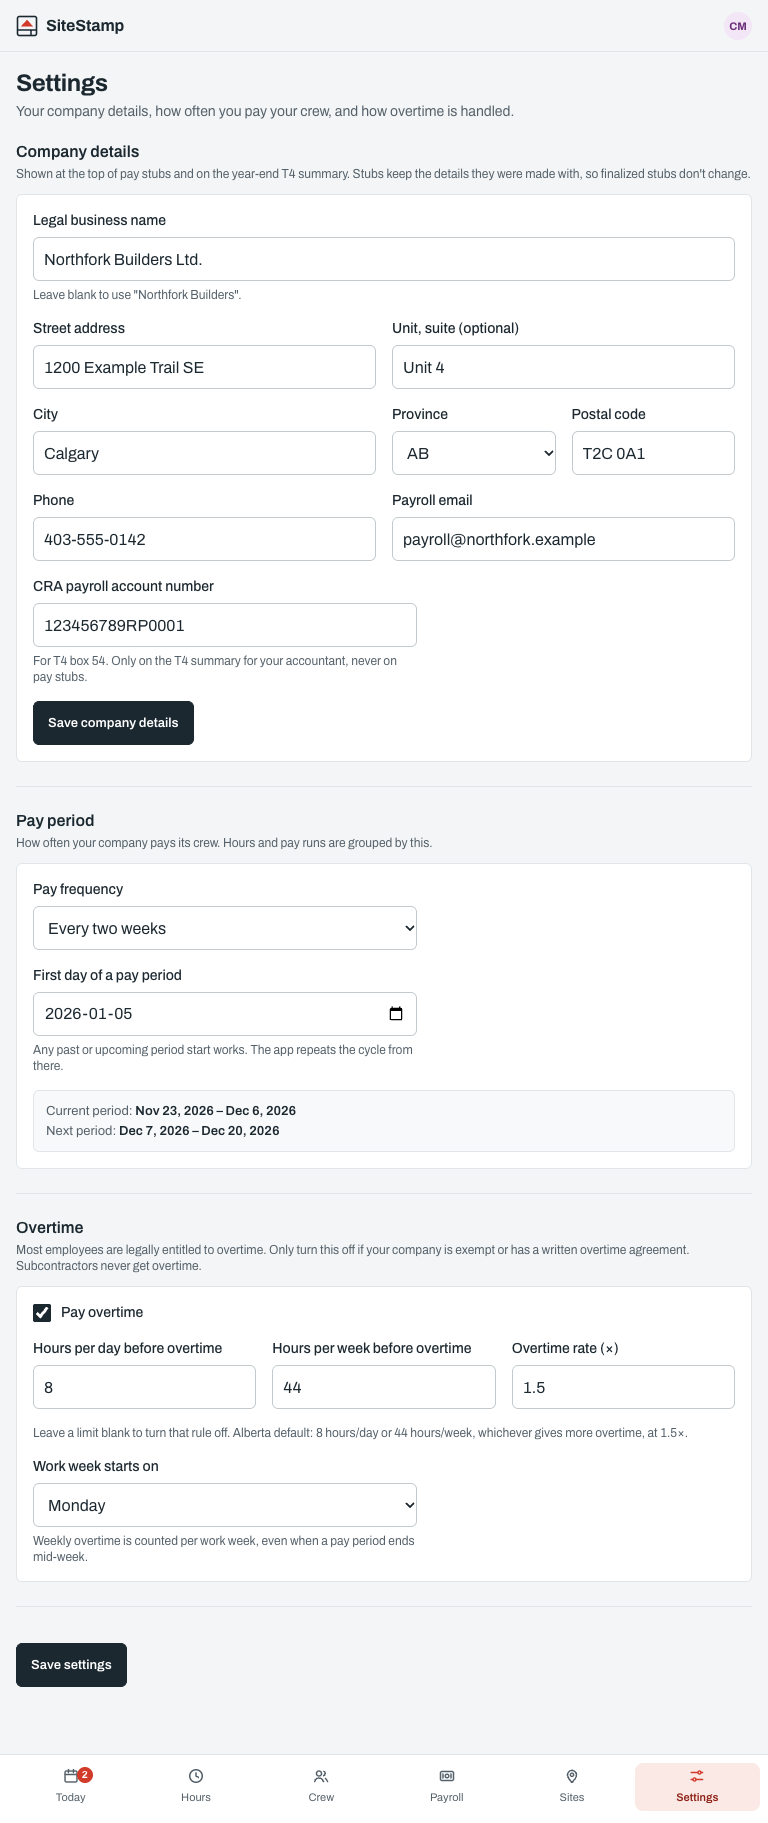 SiteStamp
CM
Settings
Your company details, how often you pay your crew, and how overtime is handled.
Company details
Shown at the top of pay stubs and on the year-end T4 summary. Stubs keep the details they were made with, so finalized stubs don't change.
Legal business name
Northfork Builders Ltd.
Leave blank to use "Northfork Builders".
Street address
Unit, suite (optional)
1200 Example Trail SE
Unit 4
City
Province
Postal code
Calgary
AB
T2C 0A1
Phone
Payroll email
403-555-0142
payroll@northfork.example
CRA payroll account number
123456789RP0001
For T4 box 54. Only on the T4 summary for your accountant, never on
pay stubs.
Save company details
Pay period
How often your company pays its crew. Hours and pay runs are grouped by this.
Pay frequency
Every two weeks
First day of a pay period
2026-01-05
Any past or upcoming period start works. The app repeats the cycle from
there.
Current period: Nov 23, 2026 – Dec 6, 2026
Next period: Dec 7, 2026 – Dec 20, 2026
Overtime
Most employees are legally entitled to overtime. Only turn this off if your company is exempt or has a written overtime agreement.
Subcontractors never get overtime.
Pay overtime
Hours per day before overtime
Hours per week before overtime
Overtime rate (×)
8
44
1.5
Leave a limit blank to turn that rule off. Alberta default: 8 hours/day or 44 hours/week, whichever gives more overtime, at 1.5×.
Work week starts on
Monday
Weekly overtime is counted per work week, even when a pay period ends
mid-week.
Save settings
2
Today
Hours
Crew
Payroll
Sites
Settings